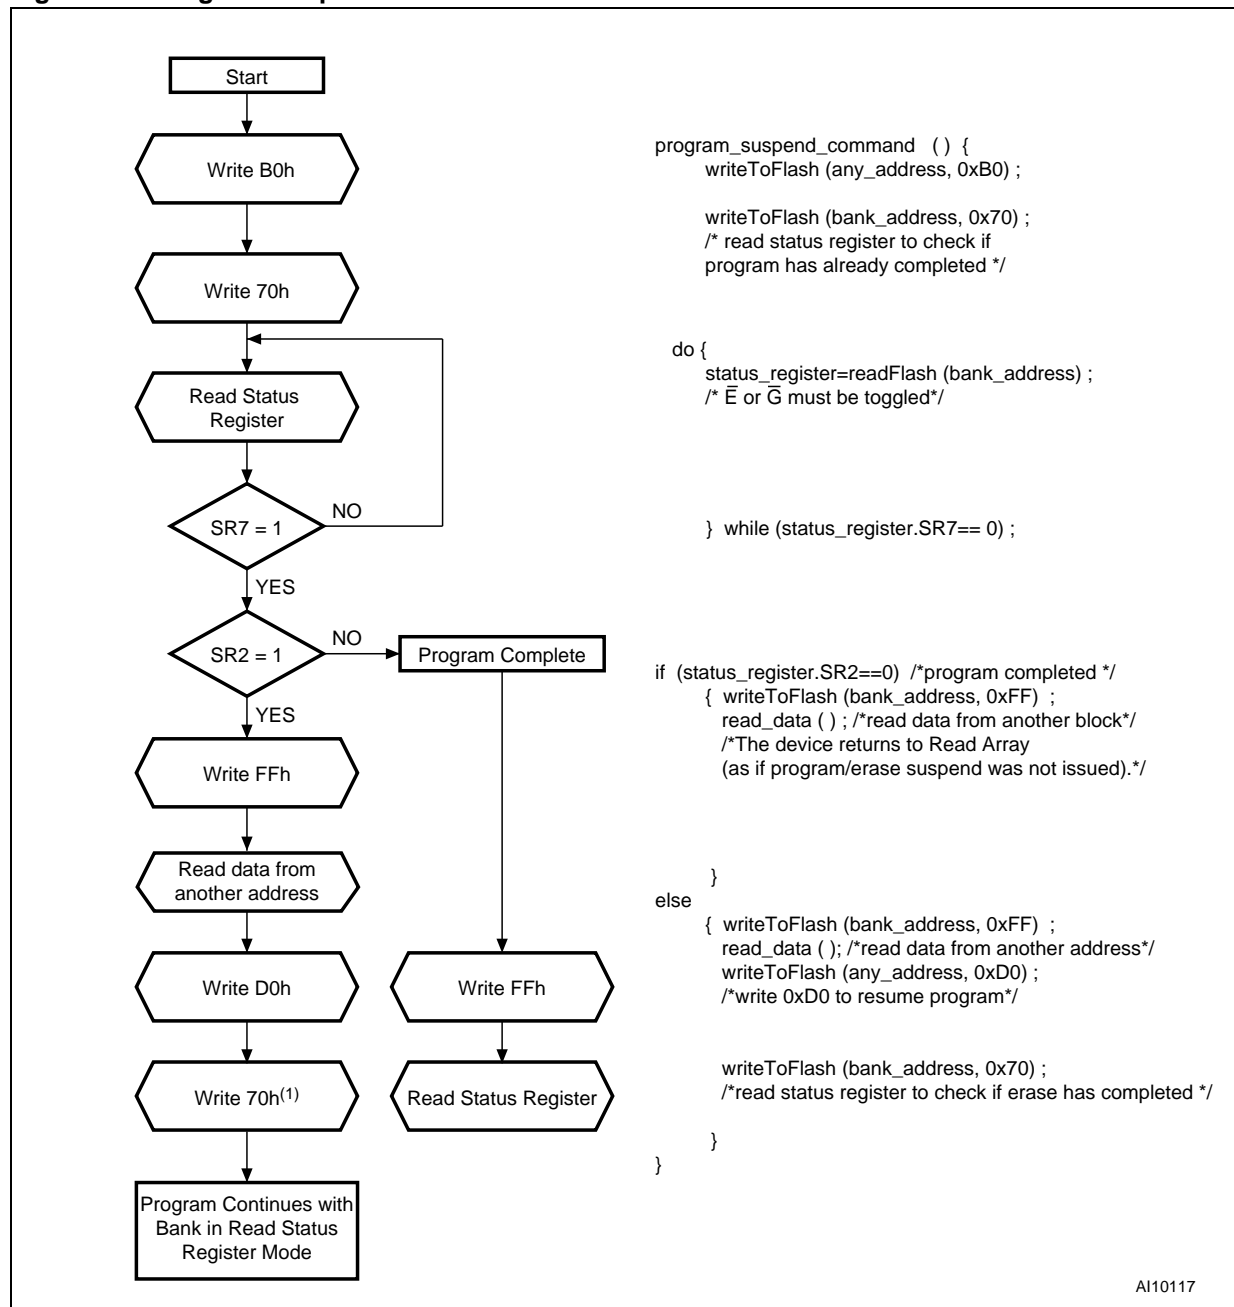 Start
Write B0h
Write 70h
Read Status
Register
SR7 = 1
NO
YES
SR2 = 1
NO
Program Complete
YES
Write FFh
Read data from
another address
Write D0h
Write FFh
Write 70h(1)
Read Status Register
Program Continues with
Bank in Read Status
Register Mode
program_suspend_command ( ) {
writeToFlash (any_address, 0xB0) ;
writeToFlash (bank_address, 0x70) ;
/* read status register to check if
program has already completed */
do {
status_register=readFlash (bank_address) ;
/* E̅ or G̅ must be toggled*/
} while (status_register.SR7== 0) ;
if (status_register.SR2==0) /*program completed */
{ writeToFlash (bank_address, 0xFF) ;
read_data ( ) ; /*read data from another block*/
/*The device returns to Read Array
(as if program/erase suspend was not issued).*/
}
else
{ writeToFlash (bank_address, 0xFF) ;
read_data ( ); /*read data from another address*/
writeToFlash (any_address, 0xD0) ;
/*write 0xD0 to resume program*/
writeToFlash (bank_address, 0x70) ;
/*read status register to check if erase has completed */
}
}
AI10117